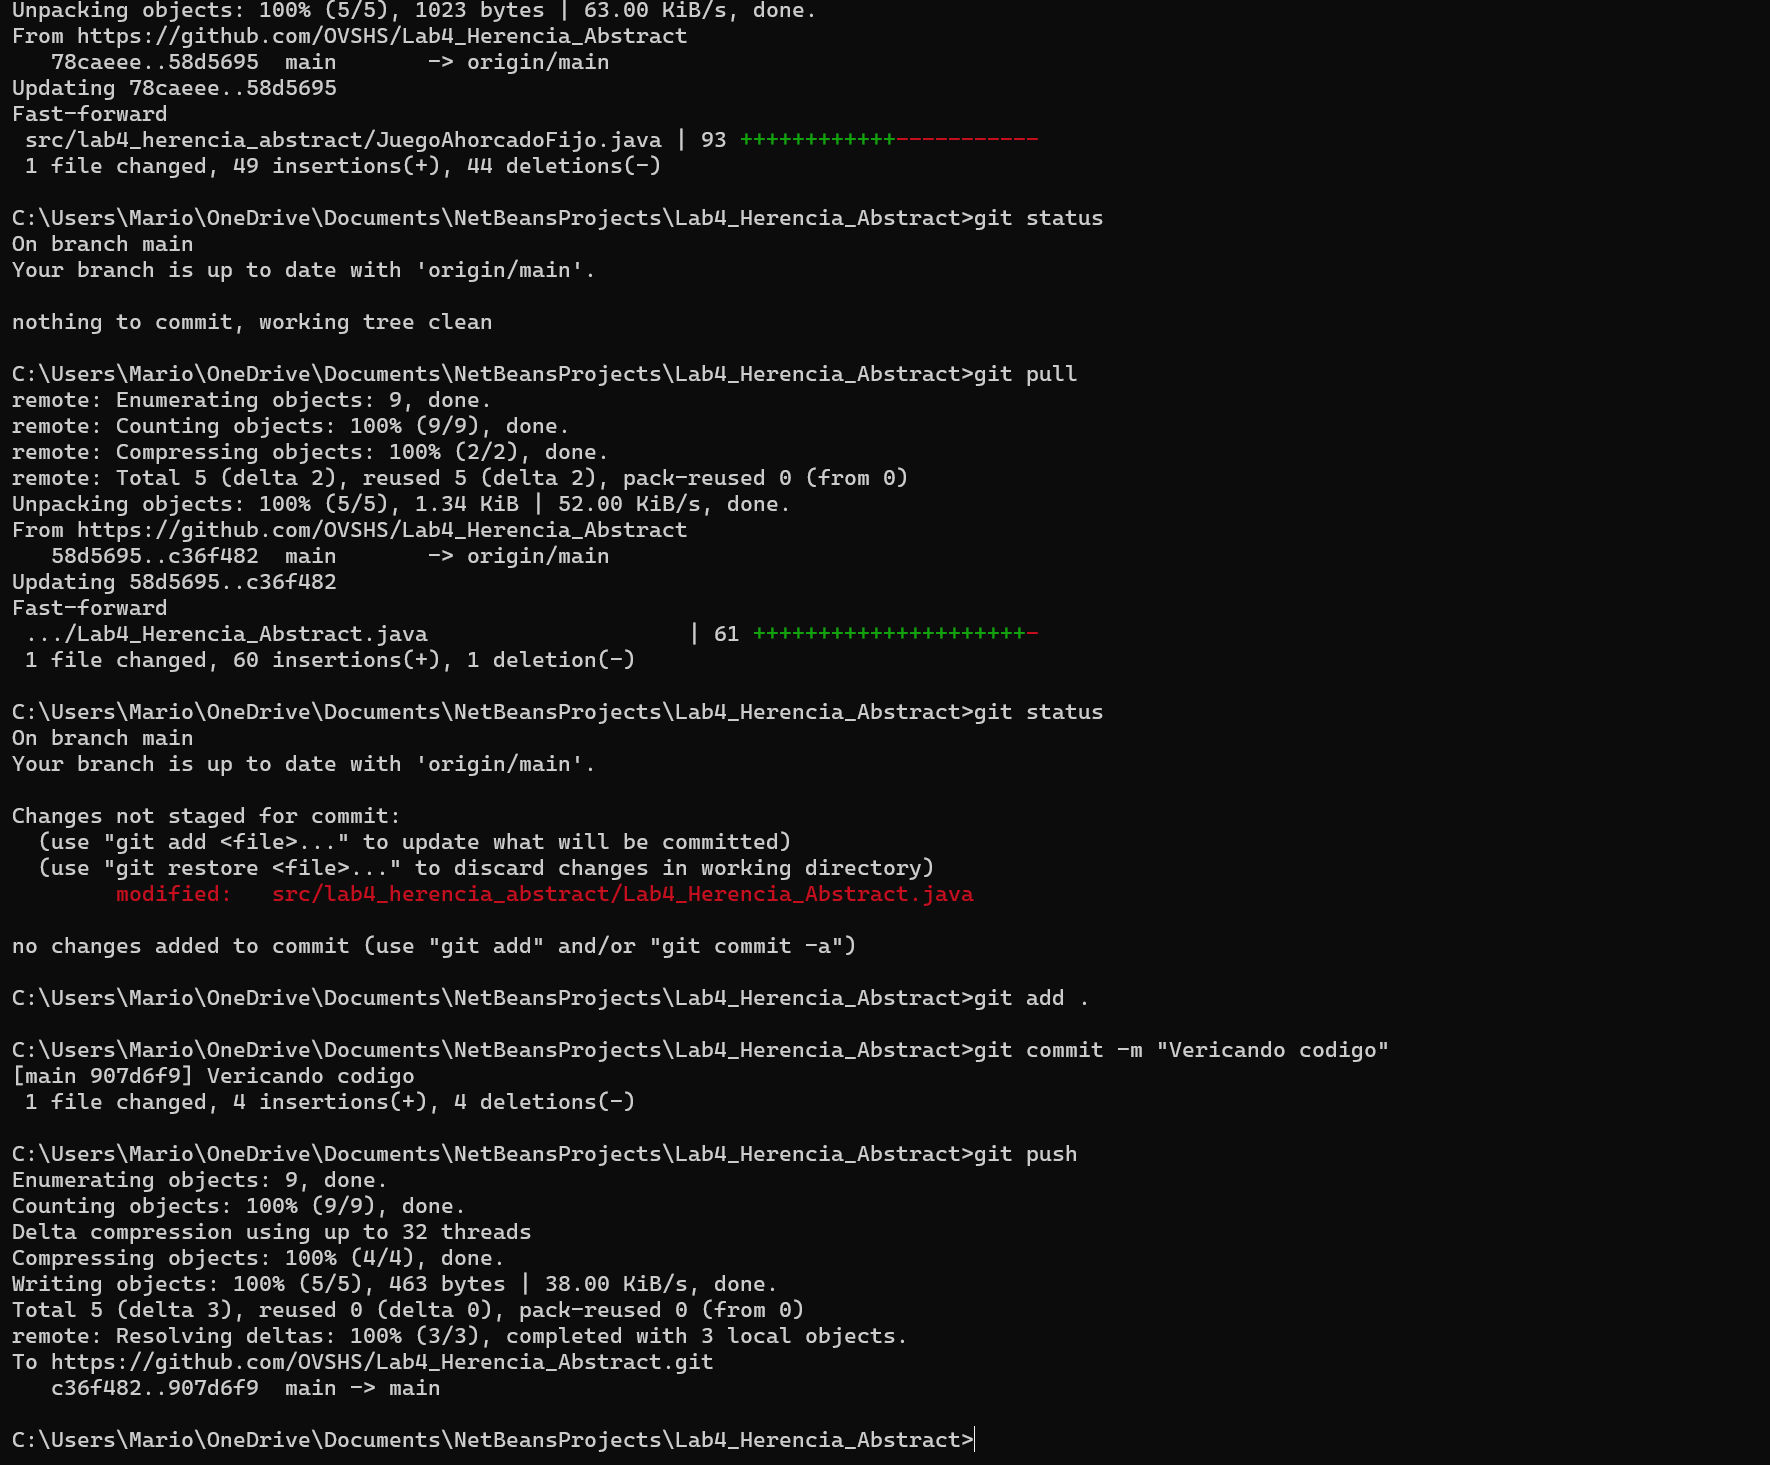 Unpacking objects: 100% (5/5), 1023 bytes | 63.00 KiB/s, done.
From https://github.com/OVSHS/Lab4_Herencia_Abstract
   78caeee..58d5695  main       -> origin/main
Updating 78caeee..58d5695
Fast-forward
 src/lab4_herencia_abstract/JuegoAhorcadoFijo.java | 93 ++++++++++++-----------
 1 file changed, 49 insertions(+), 44 deletions(-)

C:\Users\Mario\OneDrive\Documents\NetBeansProjects\Lab4_Herencia_Abstract>git status
On branch main
Your branch is up to date with 'origin/main'.

nothing to commit, working tree clean

C:\Users\Mario\OneDrive\Documents\NetBeansProjects\Lab4_Herencia_Abstract>git pull
remote: Enumerating objects: 9, done.
remote: Counting objects: 100% (9/9), done.
remote: Compressing objects: 100% (2/2), done.
remote: Total 5 (delta 2), reused 5 (delta 2), pack-reused 0 (from 0)
Unpacking objects: 100% (5/5), 1.34 KiB | 52.00 KiB/s, done.
From https://github.com/OVSHS/Lab4_Herencia_Abstract
   58d5695..c36f482  main       -> origin/main
Updating 58d5695..c36f482
Fast-forward
 .../Lab4_Herencia_Abstract.java                    | 61 +++++++++++++++++++++-
 1 file changed, 60 insertions(+), 1 deletion(-)

C:\Users\Mario\OneDrive\Documents\NetBeansProjects\Lab4_Herencia_Abstract>git status
On branch main
Your branch is up to date with 'origin/main'.

Changes not staged for commit:
  (use "git add <file>..." to update what will be committed)
  (use "git restore <file>..." to discard changes in working directory)
        modified:   src/lab4_herencia_abstract/Lab4_Herencia_Abstract.java

no changes added to commit (use "git add" and/or "git commit -a")

C:\Users\Mario\OneDrive\Documents\NetBeansProjects\Lab4_Herencia_Abstract>git add .

C:\Users\Mario\OneDrive\Documents\NetBeansProjects\Lab4_Herencia_Abstract>git commit -m "Vericando codigo"
[main 907d6f9] Vericando codigo
 1 file changed, 4 insertions(+), 4 deletions(-)

C:\Users\Mario\OneDrive\Documents\NetBeansProjects\Lab4_Herencia_Abstract>git push
Enumerating objects: 9, done.
Counting objects: 100% (9/9), done.
Delta compression using up to 32 threads
Compressing objects: 100% (4/4), done.
Writing objects: 100% (5/5), 463 bytes | 38.00 KiB/s, done.
Total 5 (delta 3), reused 0 (delta 0), pack-reused 0 (from 0)
remote: Resolving deltas: 100% (3/3), completed with 3 local objects.
To https://github.com/OVSHS/Lab4_Herencia_Abstract.git
   c36f482..907d6f9  main -> main

C:\Users\Mario\OneDrive\Documents\NetBeansProjects\Lab4_Herencia_Abstract>